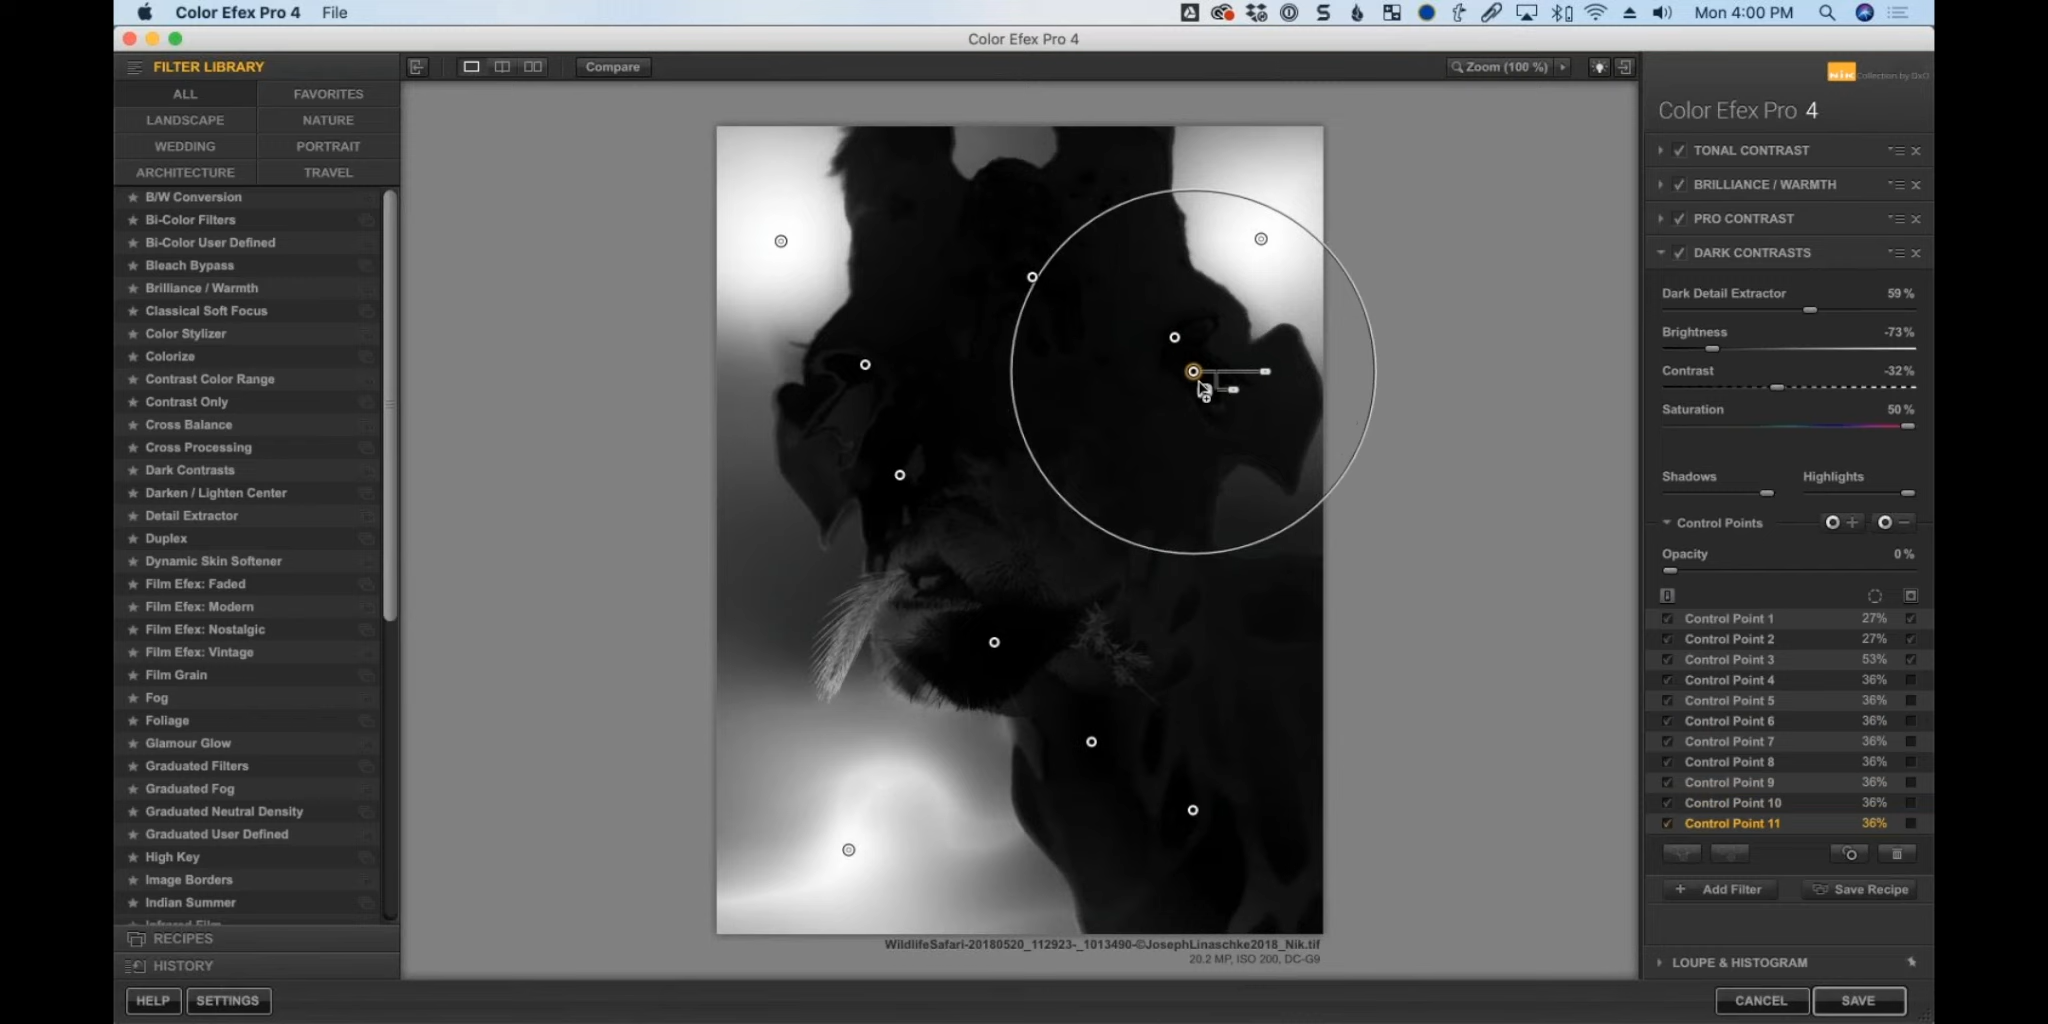 Color Efex Pro 4 File
Mon 4:00 PM
Color Efex Pro 4
FILTER LIBRARY
ALL
FAVORITES
LANDSCAPE
NATURE
WEDDING
PORTRAIT
ARCHITECTURE
TRAVEL
B/W Conversion
Bi-Color Filters
Bi-Color User Defined
Bleach Bypass
Brilliance / Warmth
Classical Soft Focus
Color Stylizer
Colorize
Contrast Color Range
Contrast Only
Cross Balance
Cross Processing
Dark Contrasts
Darken / Lighten Center
Detail Extractor
Duplex
Dynamic Skin Softener
Film Efex: Faded
Film Efex: Modern
Film Efex: Nostalgic
Film Efex: Vintage
Film Grain
Fog
Foliage
Glamour Glow
Graduated Filters
Graduated Fog
Graduated Neutral Density
Graduated User Defined
High Key
Image Borders
Indian Summer
Infrared Film
RECIPES
HISTORY
HELP
SETTINGS
Compare
Zoom (100 %)
WildlifeSafari-20180520_112923-_1013490-©JosephLinaschke2018_Nik.tif
20.2 MP, ISO 200, DC-G9
Nik Collection by DxO
Color Efex Pro 4
TONAL CONTRAST
BRILLIANCE / WARMTH
PRO CONTRAST
DARK CONTRASTS
Dark Detail Extractor 59 %
Brightness -73 %
Contrast -32 %
Saturation 50 %
Shadows
Highlights
Control Points
Opacity 0 %
Control Point 1 27%
Control Point 2 27%
Control Point 3 53%
Control Point 4 36%
Control Point 5 36%
Control Point 6 36%
Control Point 7 36%
Control Point 8 36%
Control Point 9 36%
Control Point 10 36%
Control Point 11 36%
+ Add Filter
Save Recipe
LOUPE & HISTOGRAM
CANCEL
SAVE